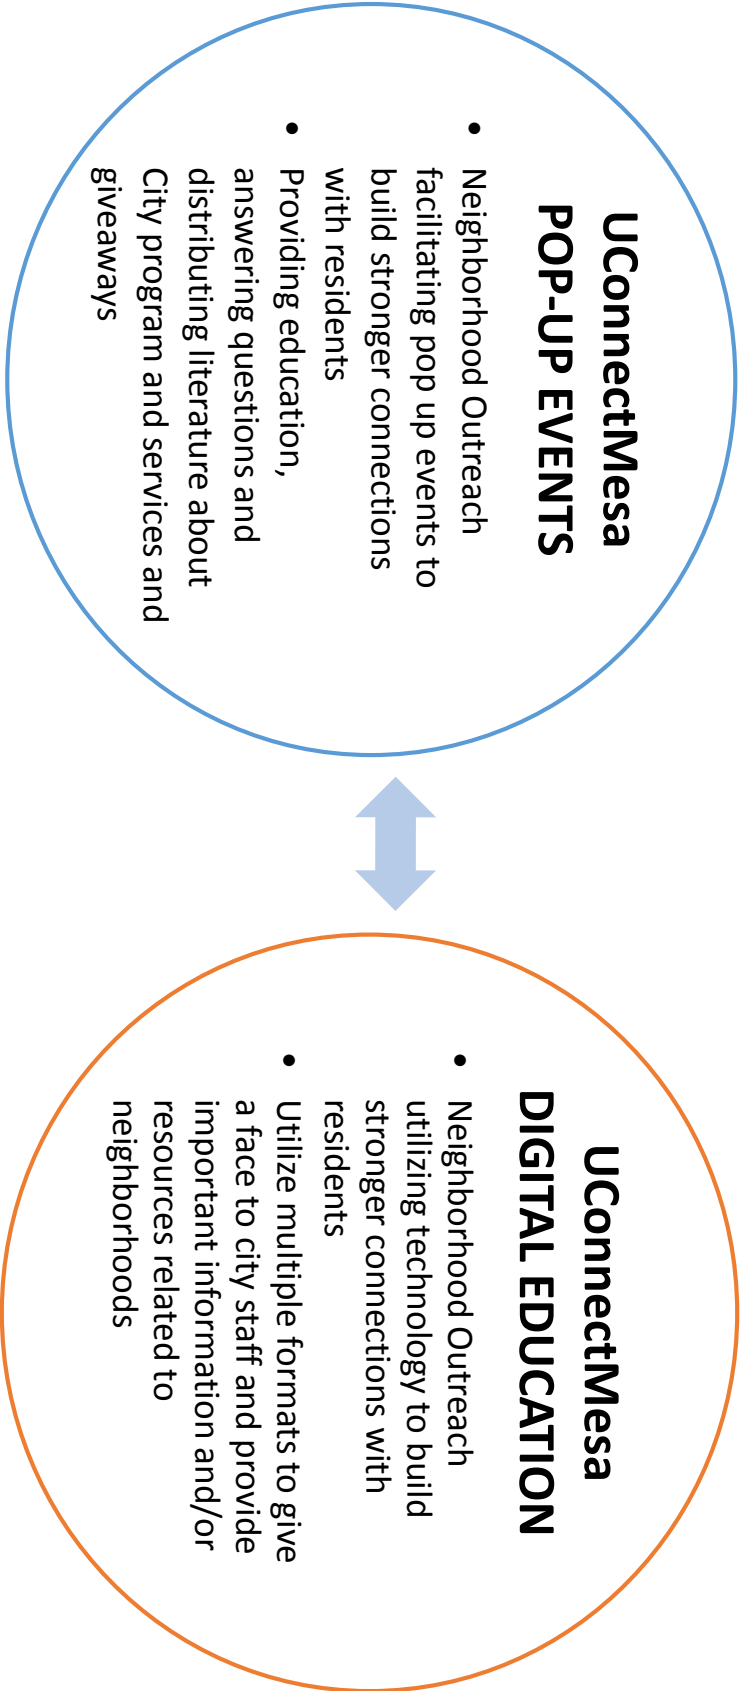 UConnectMesa
POP-UP EVENTS
• Neighborhood Outreach
facilitating pop up events to
build stronger connections
with residents
• Providing education,
answering questions and
distributing literature about
City program and services and
giveaways
UConnectMesa
DIGITAL EDUCATION
• Neighborhood Outreach
utilizing technology to build
stronger connections with
residents
• Utilize multiple formats to give
a face to city staff and provide
important information and/or
resources related to
neighborhoods